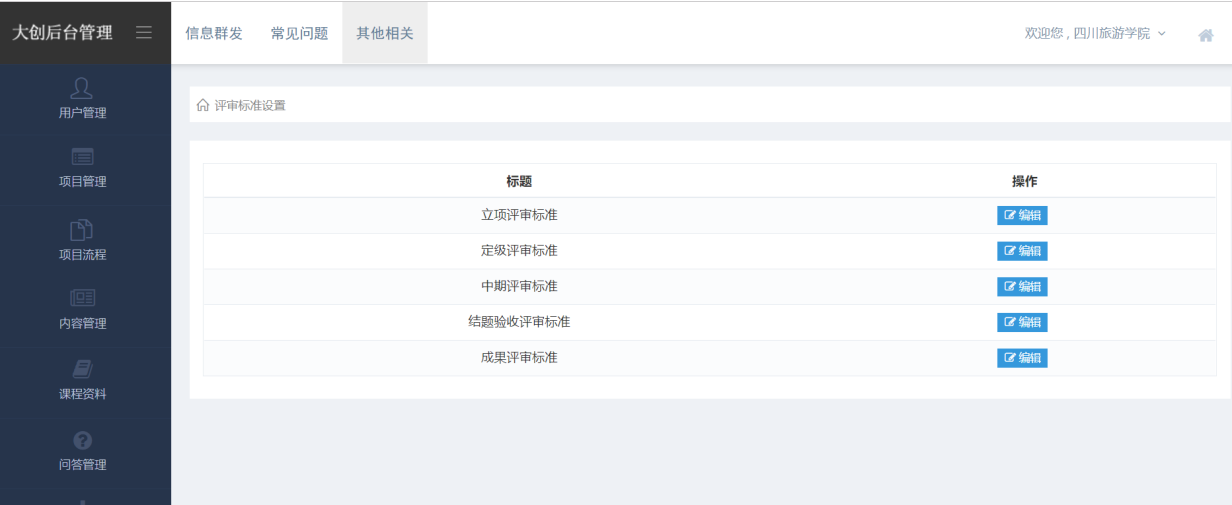 大创后台管理
信息群发 常见问题 其他相关
欢迎您 , 四川旅游学院
用户管理
项目管理
项目流程
内容管理
课程资料
问答管理
评审标准设置
标题 操作
立项评审标准 编辑
定级评审标准 编辑
中期评审标准 编辑
结题验收评审标准 编辑
成果评审标准 编辑